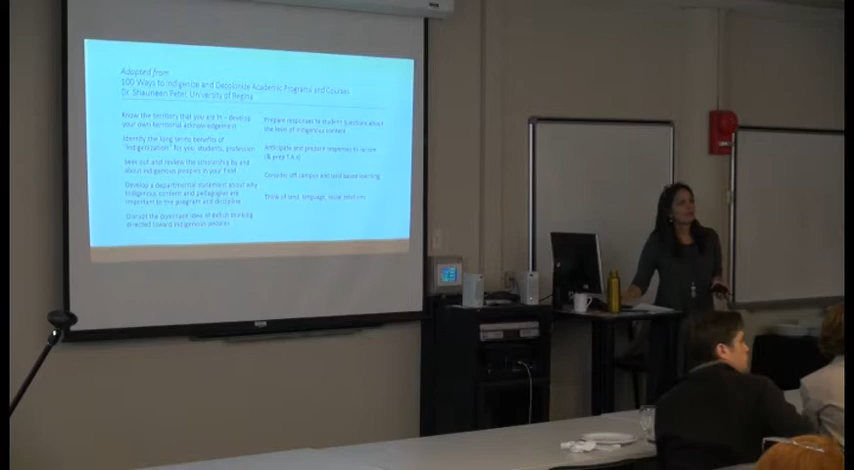 Adapted from
100 Ways to Indigenize and Decolonize Academic Programs and Courses
Dr. Shauneen Pete, University of Regina
Know the territory that you are in – develop
your own territorial acknowledgement
Identify the long terms benefits of
"Indigenization" for you, students, profession
Seek out and review the scholarship by and
about Indigenous peoples in your field
Develop a departmental statement about why
Indigenous content and pedagogies are
important to the program and discipline
Disrupt the dominant idea of deficit thinking
directed toward Indigenous peoples
Prepare responses to student questions about
the level of Indigenous content
Anticipate and prepare responses to racism
(& prep T.A.s)
Consider off campus and land based learning
Think of land, language, social relations